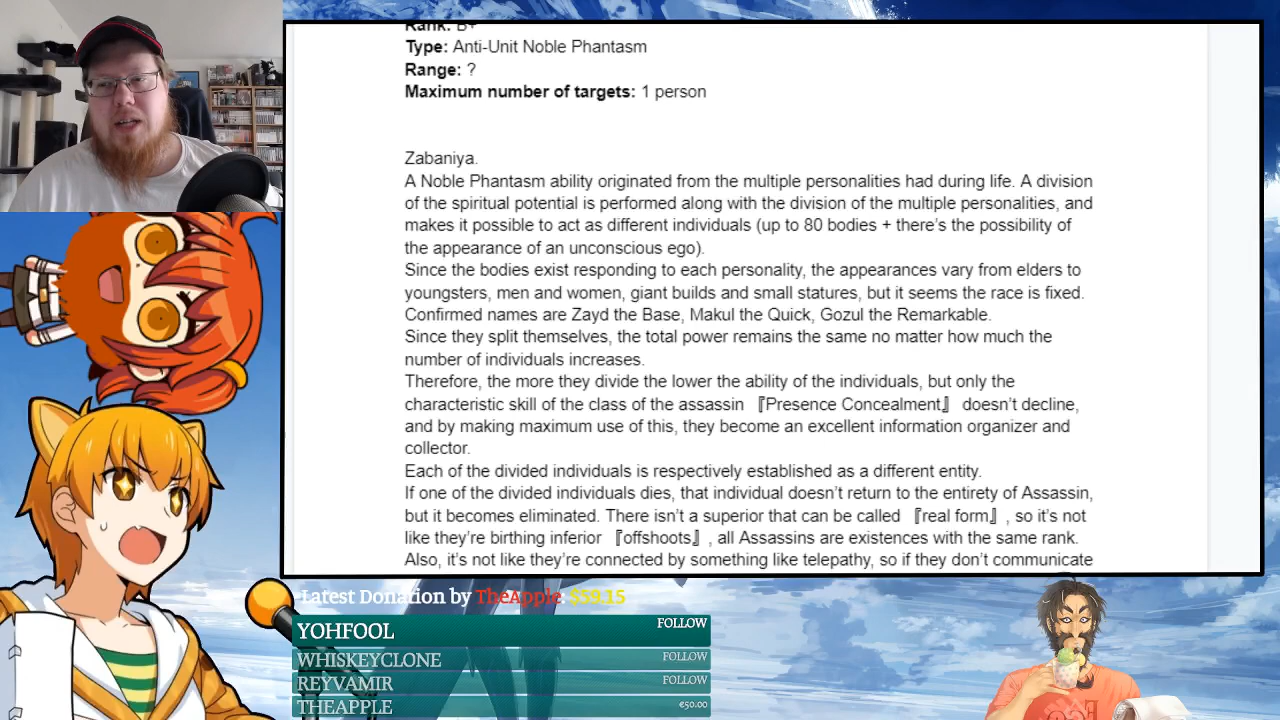 Rank: B+
Type: Anti-Unit Noble Phantasm
Range: ?
Maximum number of targets: 1 person
Zabaniya.
A Noble Phantasm ability originated from the multiple personalities had during life. A division
of the spiritual potential is performed along with the division of the multiple personalities, and
makes it possible to act as different individuals (up to 80 bodies + there's the possibility of
the appearance of an unconscious ego).
Since the bodies exist responding to each personality, the appearances vary from elders to
youngsters, men and women, giant builds and small statures, but it seems the race is fixed.
Confirmed names are Zayd the Base, Makul the Quick, Gozul the Remarkable.
Since they split themselves, the total power remains the same no matter how much the
number of individuals increases.
Therefore, the more they divide the lower the ability of the individuals, but only the
characteristic skill of the class of the assassin 『Presence Concealment』 doesn't decline,
and by making maximum use of this, they become an excellent information organizer and
collector.
Each of the divided individuals is respectively established as a different entity.
If one of the divided individuals dies, that individual doesn't return to the entirety of Assassin,
but it becomes eliminated. There isn't a superior that can be called 『real form』, so it's not
like they're birthing inferior 『offshoots』, all Assassins are existences with the same rank.
Also, it's not like they're connected by something like telepathy, so if they don't communicate
Latest Donation by TheApple: $59.15
YOHFOOL FOLLOW
WHISKEYCLONE FOLLOW
REYVAMIR FOLLOW
THEAPPLE €50.00